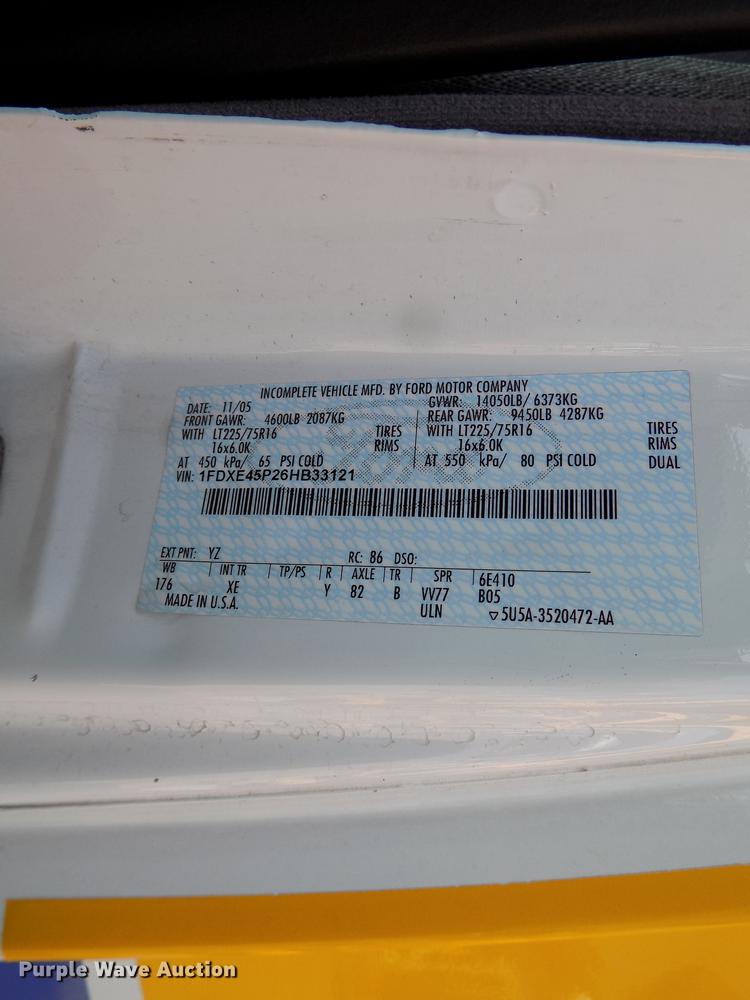 INCOMPLETE VEHICLE MFD. BY FORD MOTOR COMPANY
DATE: 11/05 GVWR: 14050LB/ 6373KG
FRONT GAWR: 4600LB 2087KG REAR GAWR: 9450LB 4287KG
WITH LT225/75R16 TIRES WITH LT225/75R16 TIRES
16x6.0K RIMS 16x6.0K RIMS
AT 450 kPa/ 65 PSI COLD AT 550 kPa/ 80 PSI COLD DUAL
VIN: 1FDXE45P26HB33121
EXT PNT: YZ RC: 86 DSO:
WB INT TR TP/PS R AXLE TR SPR 6E410
176 XE Y 82 B VV77 B05
MADE IN U.S.A. ULN ▽5U5A-3520472-AA
Purple Wave Auction